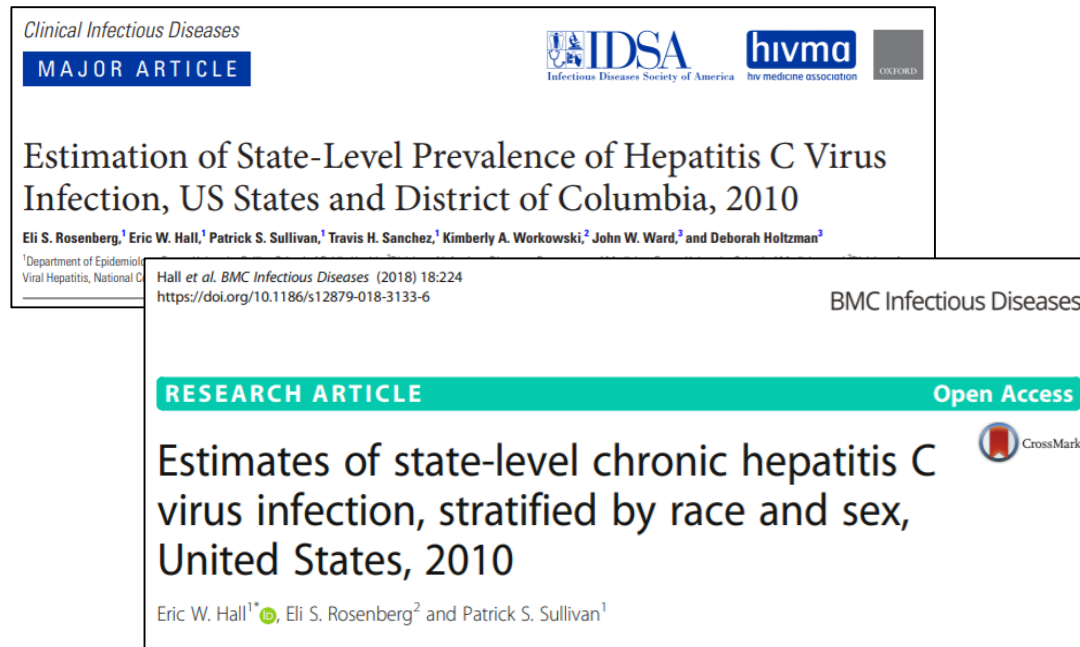 Clinical Infectious Diseases
MAJOR ARTICLE
IDSA
Infectious Diseases Society of America
hivma
hiv medicine association
OXFORD
Estimation of State-Level Prevalence of Hepatitis C Virus
Infection, US States and District of Columbia, 2010
Eli S. Rosenberg,1 Eric W. Hall,1 Patrick S. Sullivan,1 Travis H. Sanchez,1 Kimberly A. Workowski,2 John W. Ward,3 and Deborah Holtzman3
1Department of
Viral Hepatitis, National
Hall et al. BMC Infectious Diseases (2018) 18:224
https://doi.org/10.1186/s12879-018-3133-6
BMC Infectious Diseases
RESEARCH ARTICLE
Open Access
CrossMark
Estimates of state-level chronic hepatitis C
virus infection, stratified by race and sex,
United States, 2010
Eric W. Hall1* iD, Eli S. Rosenberg2 and Patrick S. Sullivan1